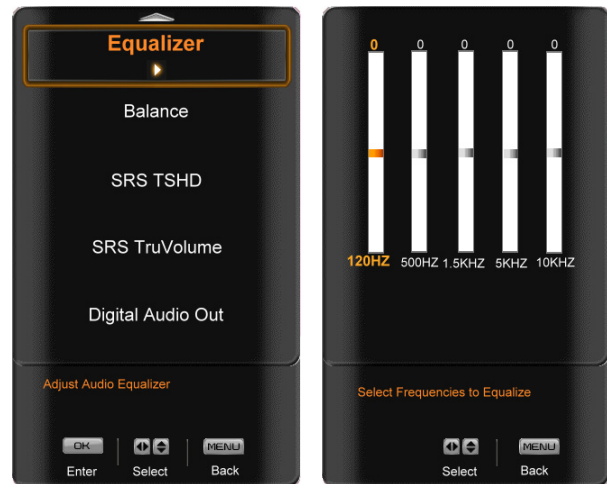 Equalizer
Balance
SRS TSHD
SRS TruVolume
Digital Audio Out
Adjust Audio Equalizer
OK MENU
Enter Select Back
0 0 0 0 0
120HZ 500HZ 1.5KHZ 5KHZ 10KHZ
Select Frequencies to Equalize
MENU
Select Back